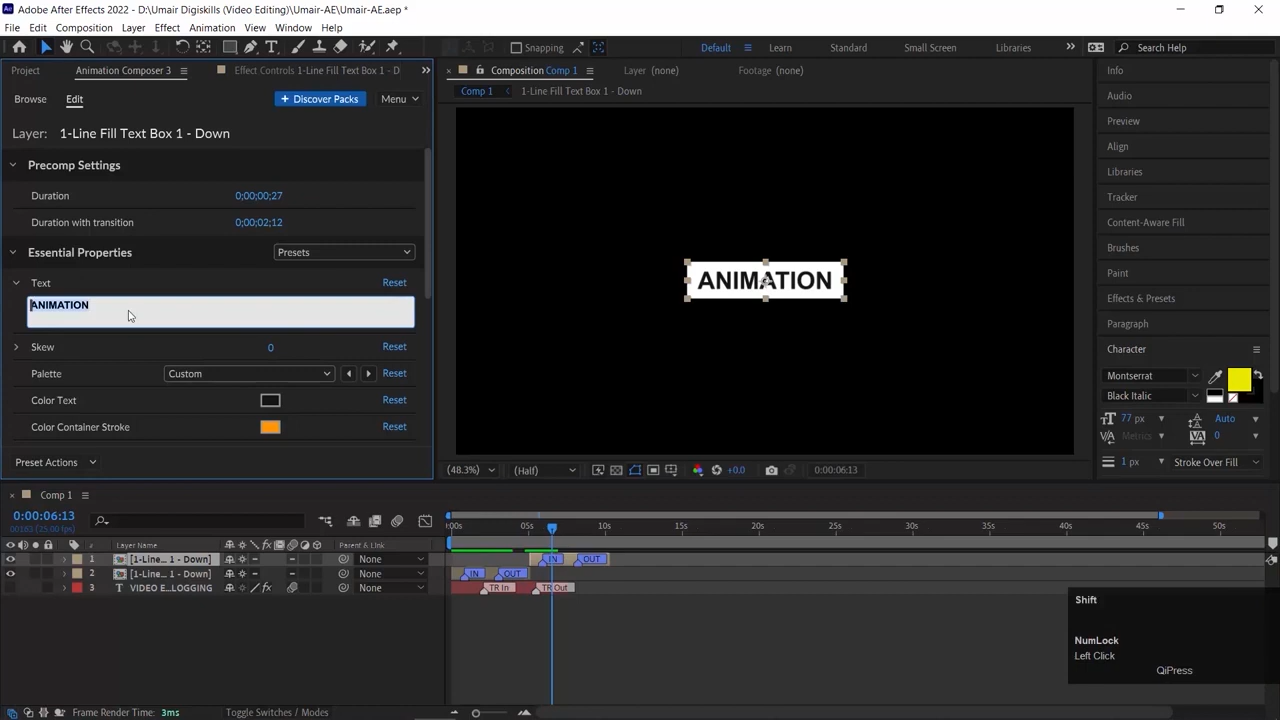 Adobe After Effects 2022 - D:\Umair Digiskills (Video Editing)\Umair-AE\Umair-AE.aep *
File Edit Composition Layer Effect Animation View Window Help
Snapping Default Learn Standard Small Screen Libraries Search Help
Project Animation Composer 3 Effect Controls 1-Line Fill Text Box 1 - D
Composition Comp 1 Layer (none) Footage (none)
Browse Edit + Discover Packs Menu
Comp 1 1-Line Fill Text Box 1 - Down
Layer: 1-Line Fill Text Box 1 - Down
Precomp Settings
Duration 0;00;00;27
Duration with transition 0;00;02;12
Essential Properties Presets
Text Reset
ANIMATION
Skew 0 Reset
Palette Custom Reset
Color Text Reset
Color Container Stroke Reset
Preset Actions
ANIMATION
(48.3%) (Half) +0.0 0:00:06:13
Info
Audio
Preview
Align
Libraries
Tracker
Content-Aware Fill
Brushes
Paint
Effects & Presets
Paragraph
Character
Montserrat
Black Italic
77 px Auto
Metrics 0
1 px Stroke Over Fill
Comp 1
0:00:06:13
00163 (25.00 fps)
:00s 05s 10s 15s 20s 25s 30s 35s 40s 45s 50s
# Layer Name Parent & Link
1 [1-Line... 1 - Down] None IN OUT
2 [1-Line... 1 - Down] None IN OUT
3 T VIDEO E...LOGGING None TR In TR Out
Shift
NumLock
Left Click
QiPress
Frame Render Time: 3ms Toggle Switches / Modes